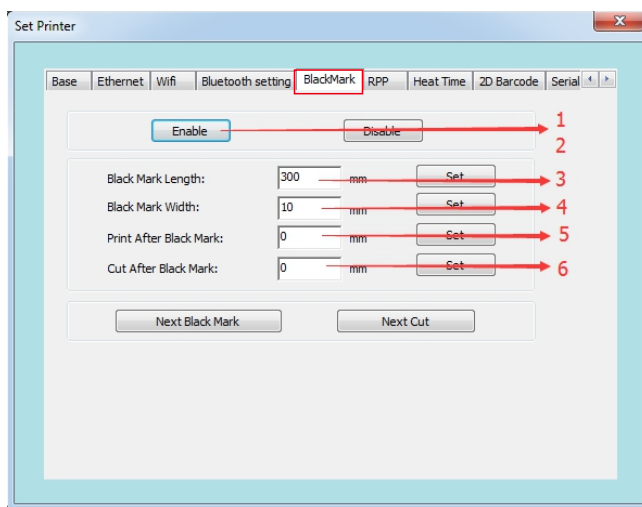 Set Printer
Base Ethernet Wifi Bluetooth setting BlackMark RPP Heat Time 2D Barcode Serial
Enable Disable 1
2
Black Mark Length: 300 mm Set 3
Black Mark Width: 10 mm Set 4
Print After Black Mark: 0 mm Set 5
Cut After Black Mark: 0 mm Set 6
Next Black Mark Next Cut